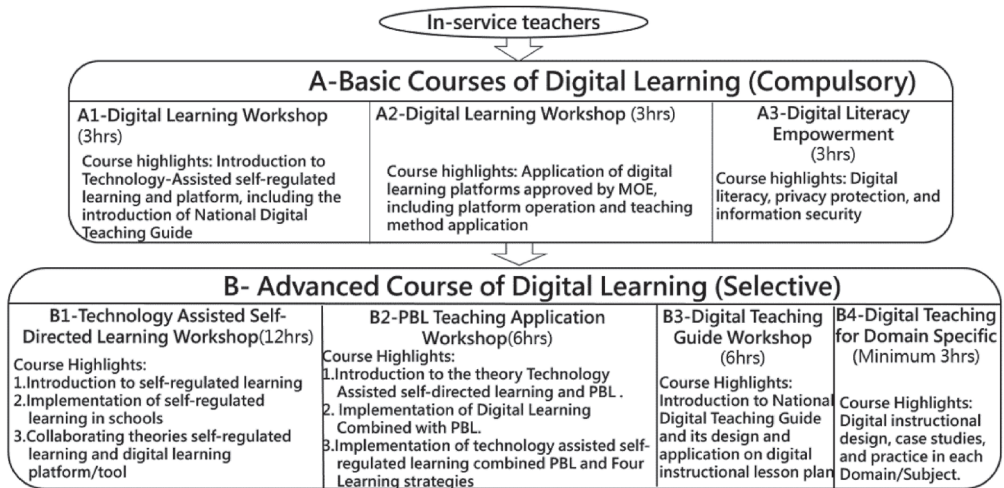 In-service teachers
A-Basic Courses of Digital Learning (Compulsory)
A1-Digital Learning Workshop
(3hrs)
Course highlights: Introduction to
Technology-Assisted self-regulated
learning and platform, including the
introduction of National Digital
Teaching Guide
A2-Digital Learning Workshop (3hrs)
Course highlights: Application of digital
learning platforms approved by MOE,
including platform operation and teaching
method application
A3-Digital Literacy
Empowerment
(3hrs)
Course highlights: Digital
literacy, privacy protection, and
information security
B- Advanced Course of Digital Learning (Selective)
B1-Technology Assisted Self-
Directed Learning Workshop(12hrs)
Course Highlights:
1.Introduction to self-regulated learning
2.Implementation of self-regulated
learning in schools
3.Collaborating theories self-regulated
learning and digital learning
platform/tool
B2-PBL Teaching Application
Workshop(6hrs)
Course Highlights:
1.Introduction to the theory Technology
Assisted self-directed learning and PBL .
2. Implementation of Digital Learning
Combined with PBL.
3.Implementation of technology assisted self-
regulated learning combined PBL and Four
Learning strategies
B3-Digital Teaching
Guide Workshop
(6hrs)
Course Highlights:
Introduction to National
Digital Teaching Guide
and its design and
application on digital
instructional lesson plan
B4-Digital Teaching
for Domain Specific
(Minimum 3hrs)
Course Highlights:
Digital instructional
design, case studies,
and practice in each
Domain/Subject.